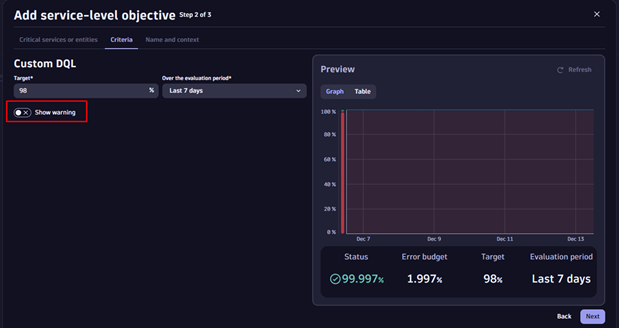 Add service-level objective Step 2 of 3
Critical services or entities Criteria Name and context
Custom DQL
Target* Over the evaluation period*
98 % Last 7 days
Show warning
Preview
Refresh
Graph Table
100 %
80 %
60 %
40 %
20 %
0 %
Dec 7 Dec 9 Dec 11 Dec 13
Status Error budget Target Evaluation period
99.997% 1.997% 98% Last 7 days
Back Next